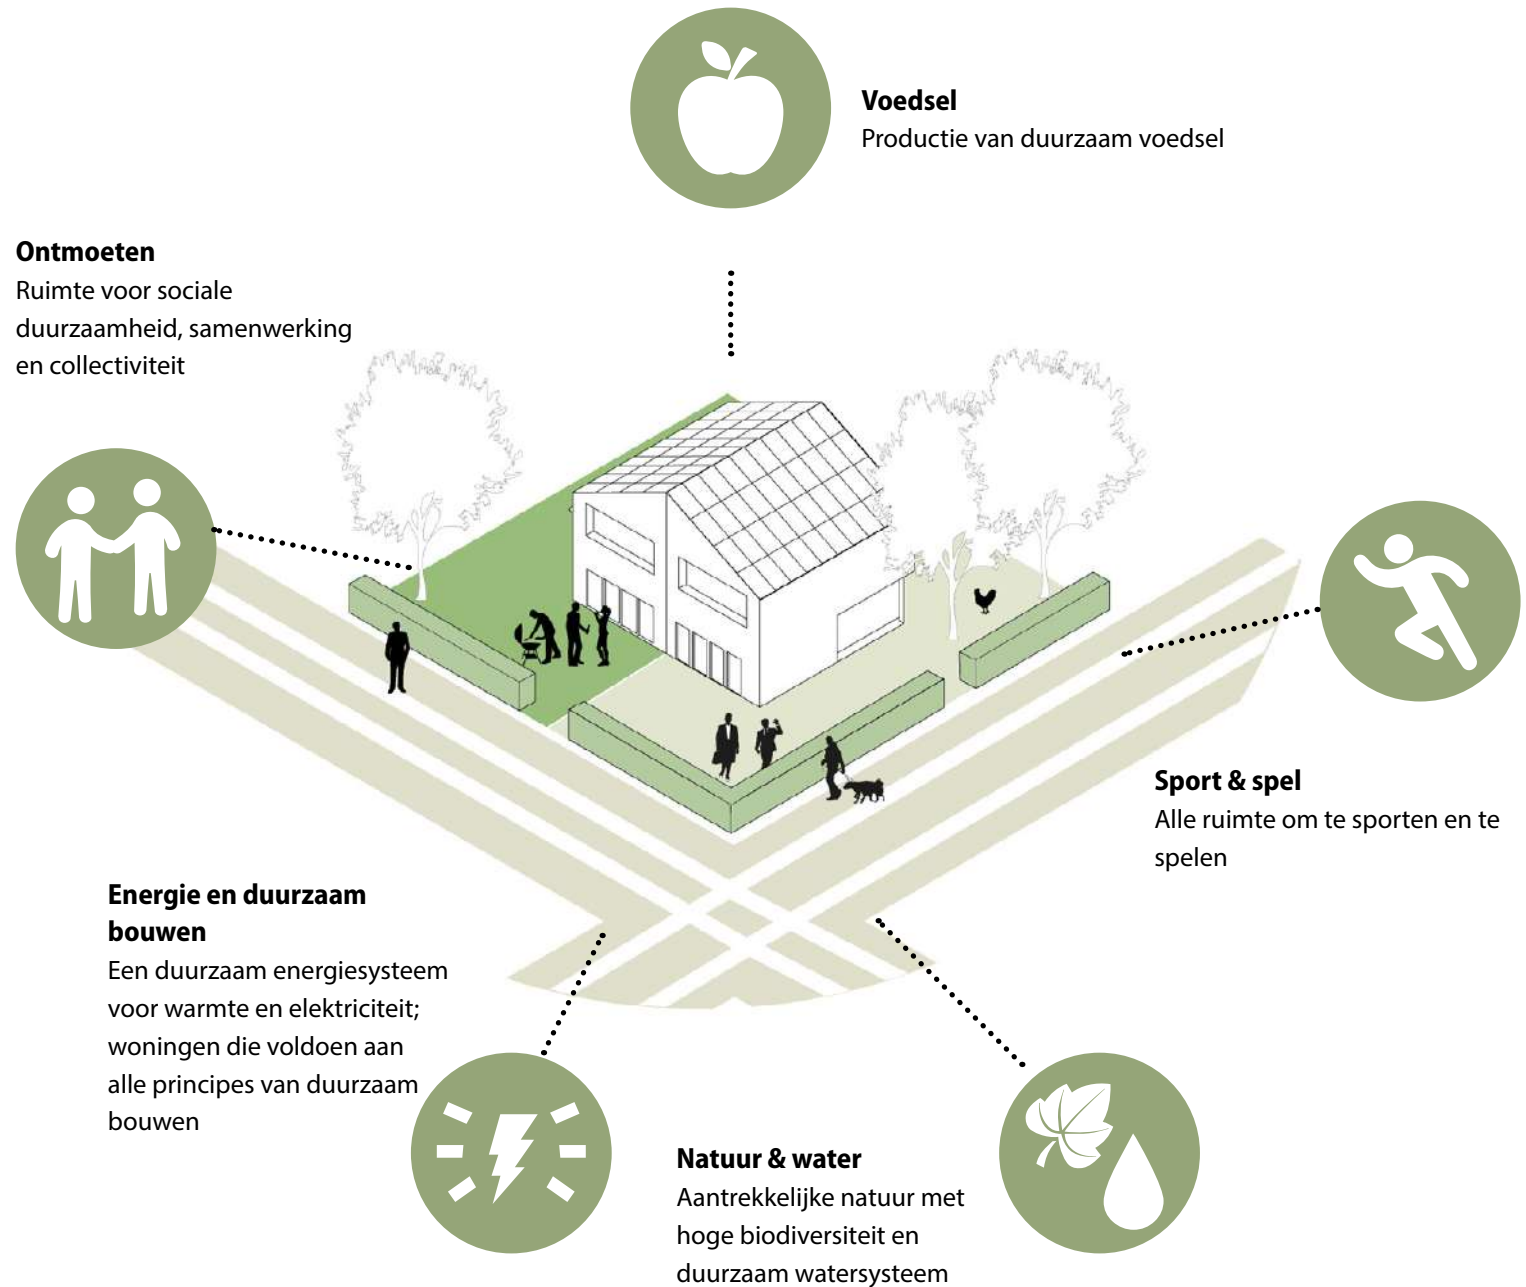 Voedsel
Productie van duurzaam voedsel
Ontmoeten
Ruimte voor sociale
duurzaamheid, samenwerking
en collectiviteit
Sport & spel
Alle ruimte om te sporten en te
spelen
Energie en duurzaam
bouwen
Een duurzaam energiesysteem
voor warmte en elektriciteit;
woningen die voldoen aan
alle principes van duurzaam
bouwen
Natuur & water
Aantrekkelijke natuur met
hoge biodiversiteit en
duurzaam watersysteem